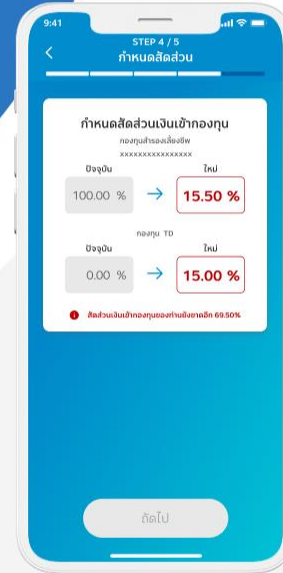 9:41
STEP 4 / 5
กำหนดสัดส่วน
กำหนดสัดส่วนเงินเข้ากองทุน
กองทุนสำรองเลี้ยงชีพ
xxxxxxxxxxxxxxxx
ปัจจุบัน ใหม่
100.00 % → 15.50 %
กองทุน TD
ปัจจุบัน ใหม่
0.00 % → 15.00 %
สัดส่วนเงินเข้ากองทุนของท่านยังขาดอีก 69.50%
ถัดไป